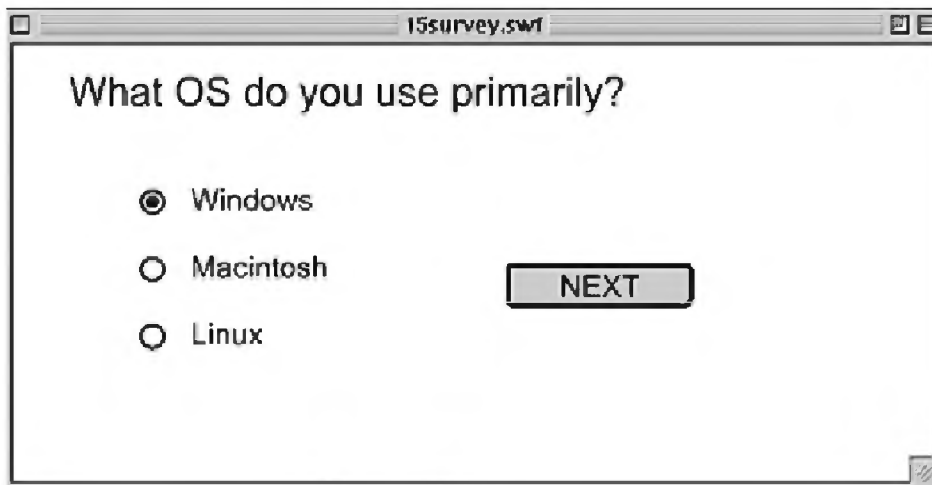 15survey.swf
What OS do you use primarily?
Windows
Macintosh
NEXT
Linux